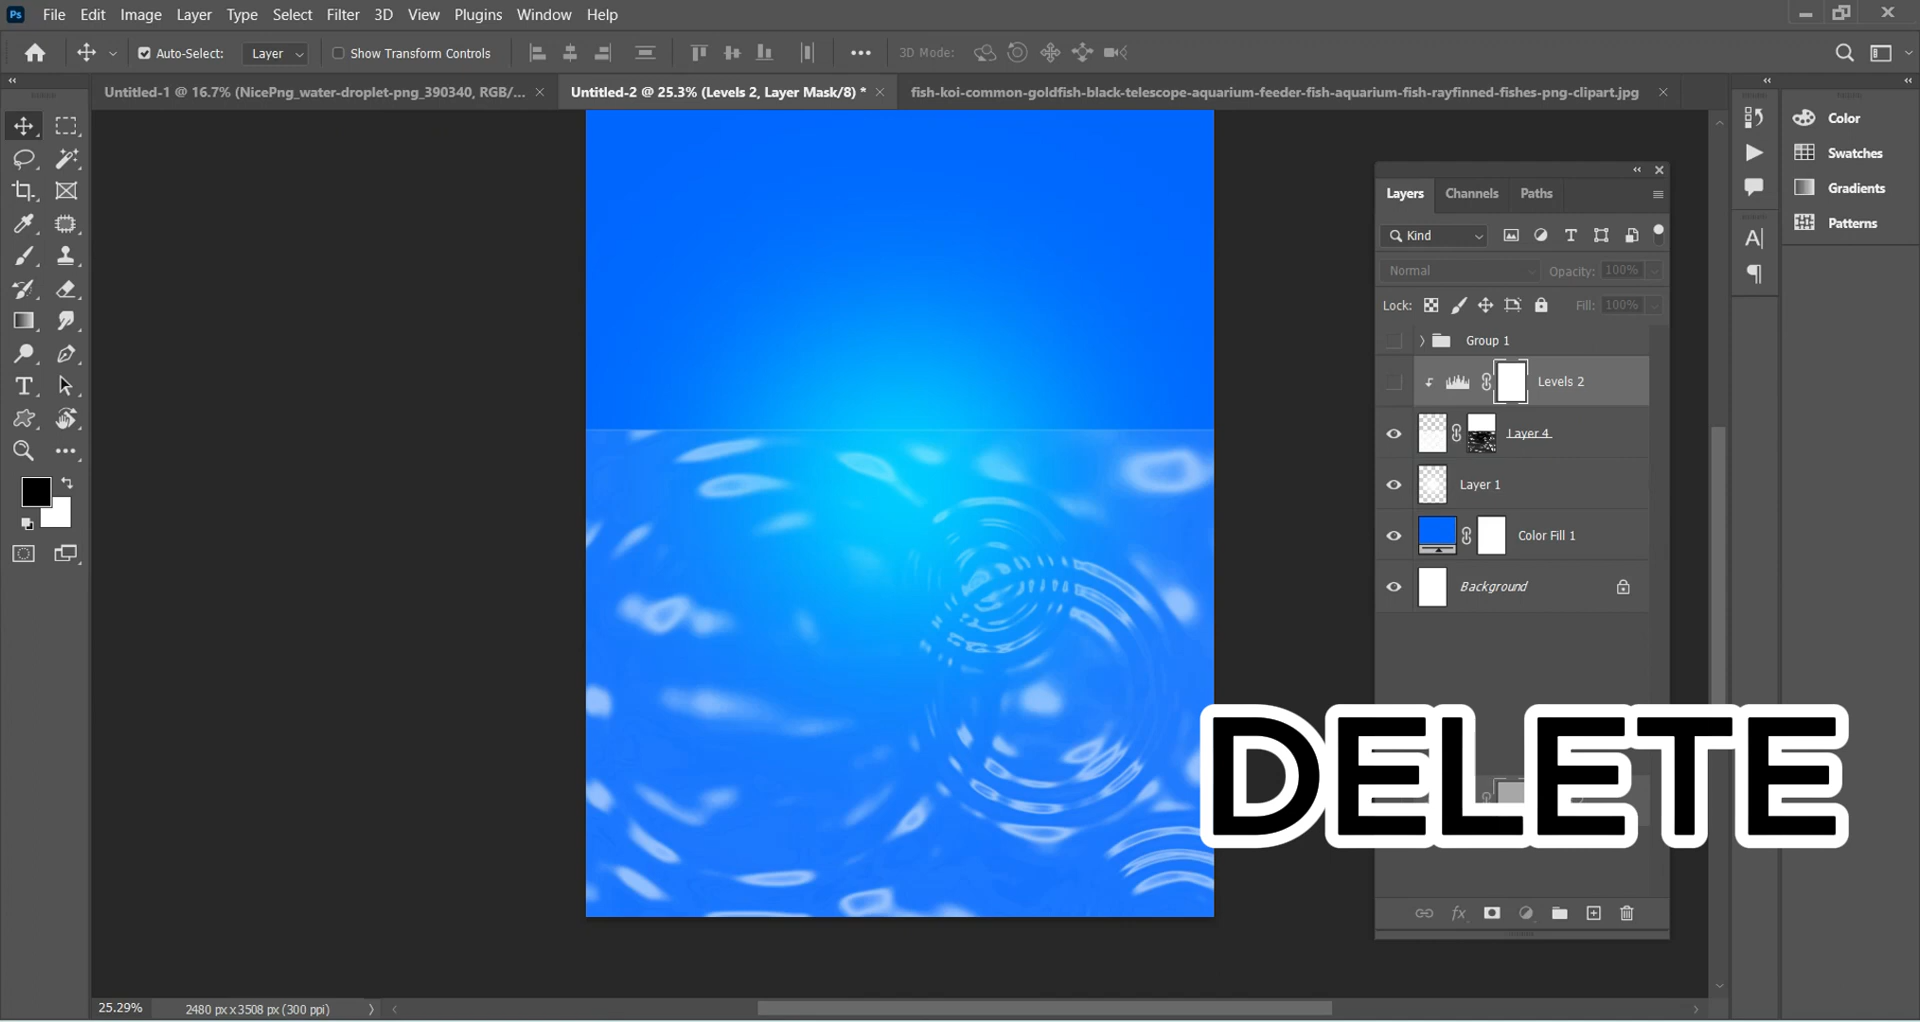 Ps File Edit Image Layer Type Select Filter 3D View Plugins Window Help
Auto-Select: Layer Show Transform Controls 3D Mode:
Untitled-1 @ 16.7% (NicePng_water-droplet-png_390340, RGB/... Untitled-2 @ 25.3% (Levels 2, Layer Mask/8) * fish-koi-common-goldfish-black-telescope-aquarium-feeder-fish-aquarium-fish-rayfinned-fishes-png-clipart.jpg
Color
Swatches
Gradients
Patterns
Layers Channels Paths
Kind
Normal Opacity: 100%
Lock: Fill: 100%
Group 1
Levels 2
Layer 4
Layer 1
Color Fill 1
Background
DELETE
25.29% 2480 px x 3508 px (300 ppi)